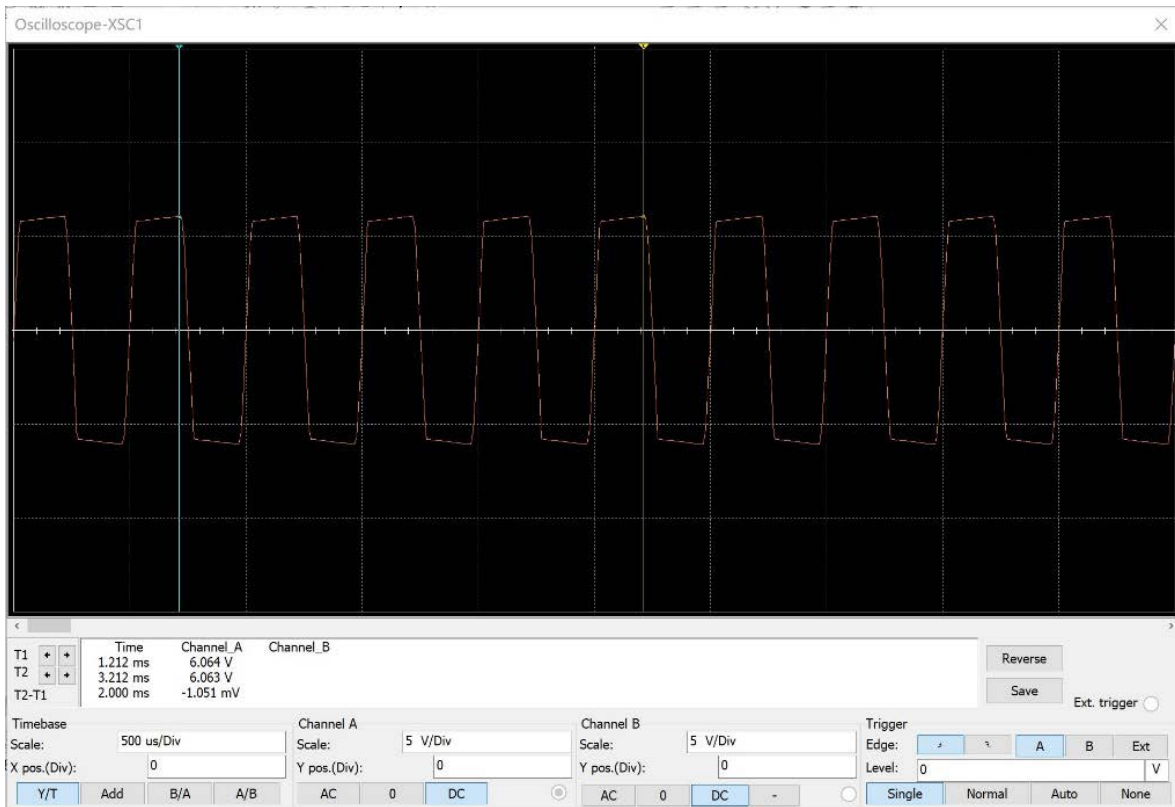 Oscilloscope-XSC1
Time Channel_A Channel_B
T1 1.212 ms 6.064 V
T2 3.212 ms 6.063 V
T2-T1 2.000 ms -1.051 mV
Reverse
Save
Ext. trigger
Timebase
Scale: 500 us/Div
X pos.(Div): 0
Y/T Add B/A A/B
Channel A
Scale: 5 V/Div
Y pos.(Div): 0
AC 0 DC
Channel B
Scale: 5 V/Div
Y pos.(Div): 0
AC 0 DC -
Trigger
Edge: A B Ext
Level: 0 V
Single Normal Auto None